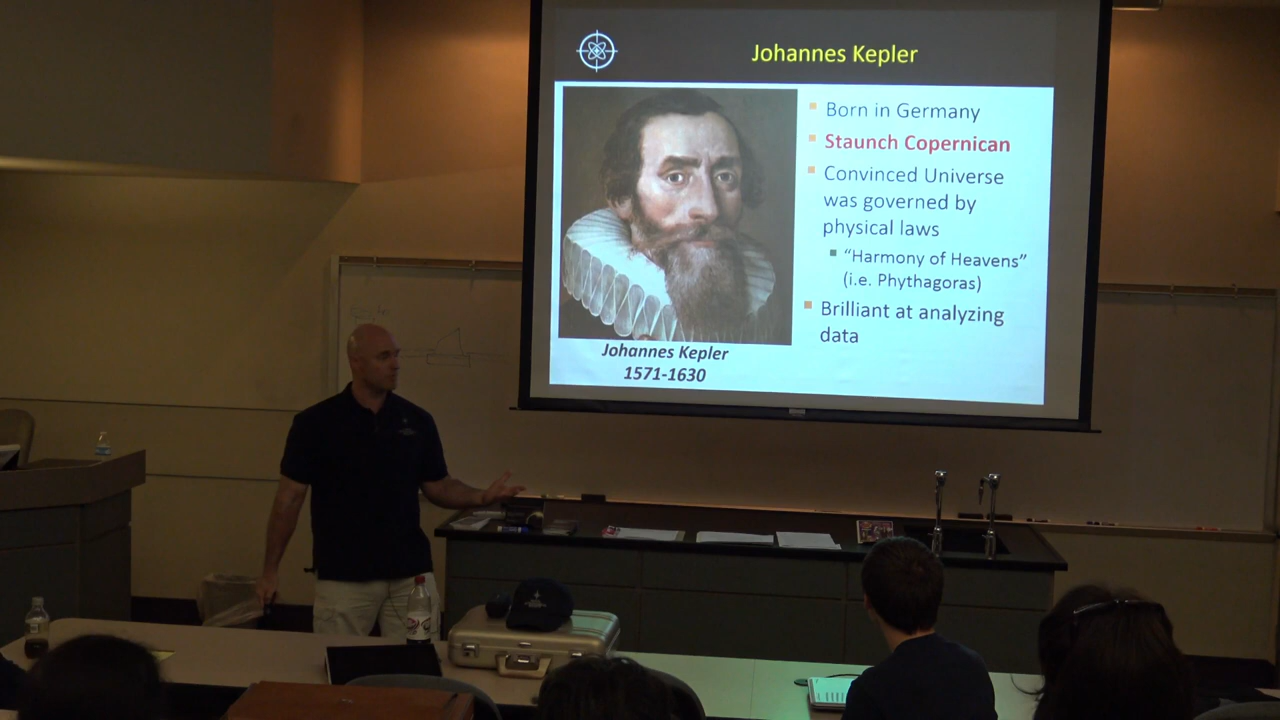 Johannes Kepler
Born in Germany
Staunch Copernican
Convinced Universe
was governed by
physical laws
“Harmony of Heavens”
(i.e. Phythagoras)
Brilliant at analyzing
data
Johannes Kepler
1571-1630